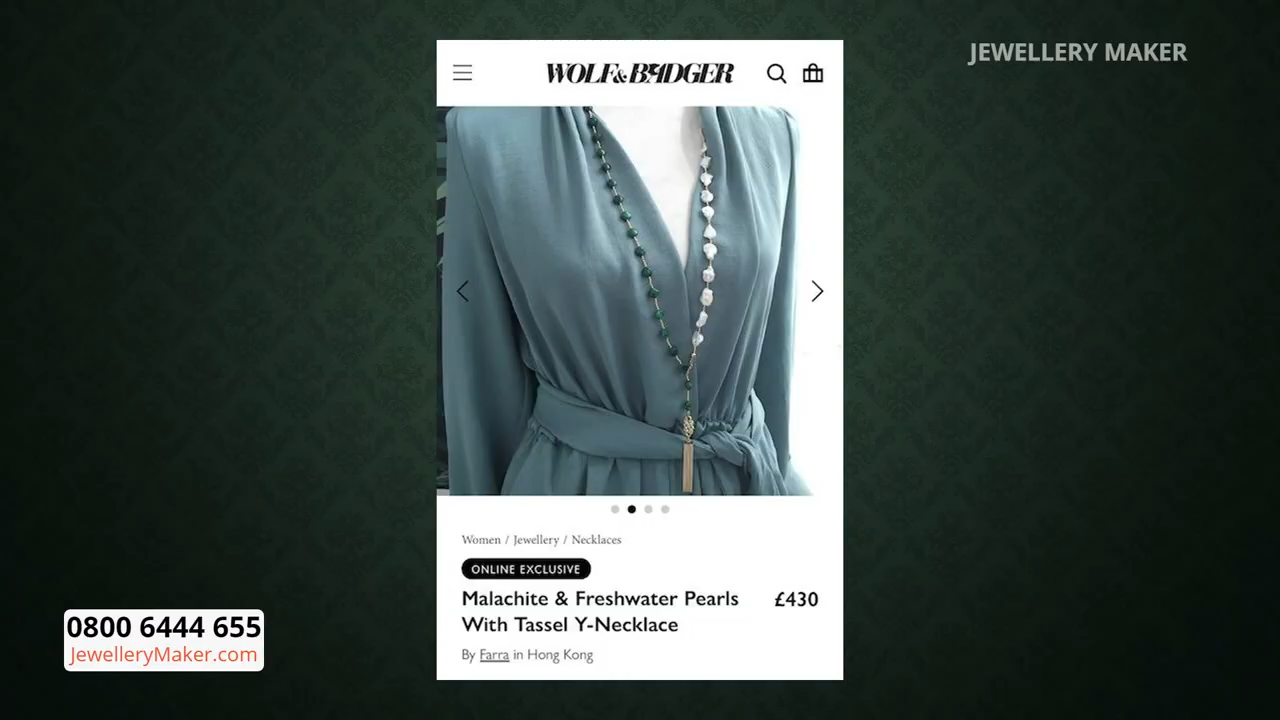 JEWELLERY MAKER
WOLF&BADGER
Women / Jewellery / Necklaces
ONLINE EXCLUSIVE
Malachite & Freshwater Pearls £430
With Tassel Y-Necklace
By Farra in Hong Kong
0800 6444 655
JewelleryMaker.com